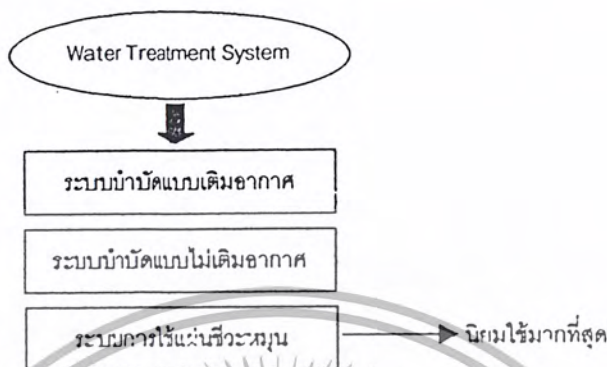 Water Treatment System
ระบบบำบัดแบบเติมอากาศ
ระบบบำบัดแบบไม่เติมอากาศ
ระบบการใช้แผ่นชีวะหมุน
นิยมใช้มากที่สุด